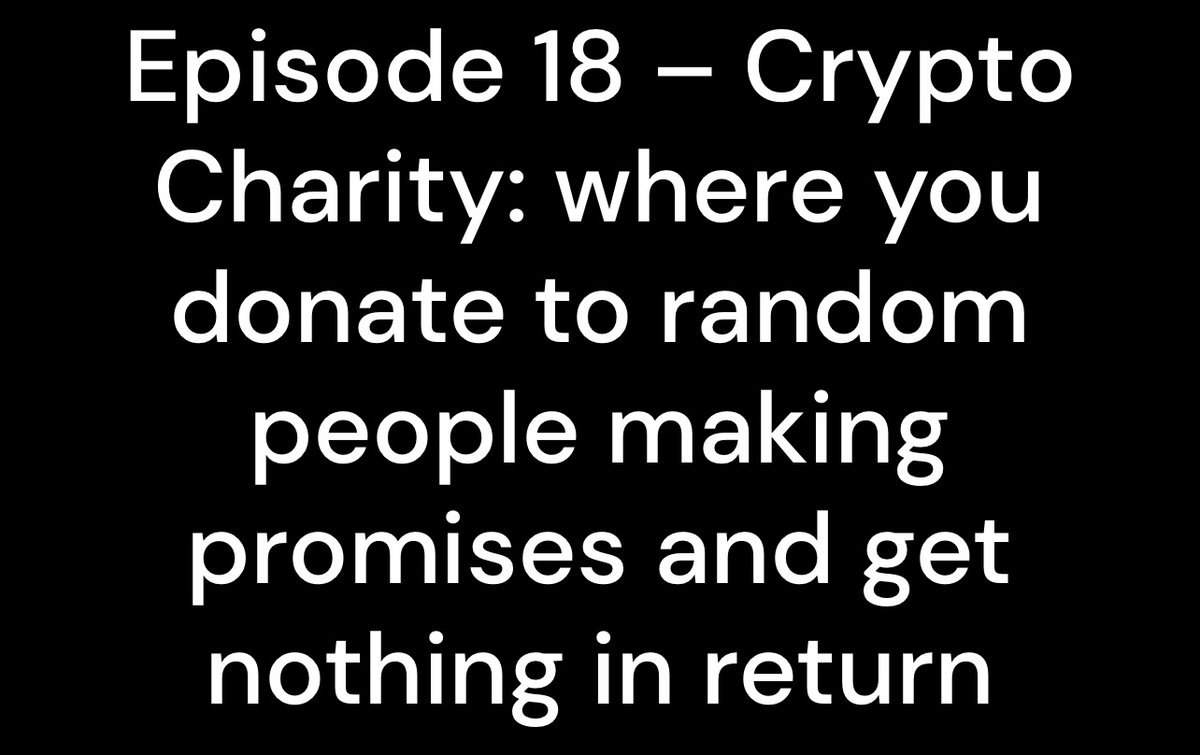 Episode 18 – Crypto
Charity: where you
donate to random
people making
promises and get
nothing in return